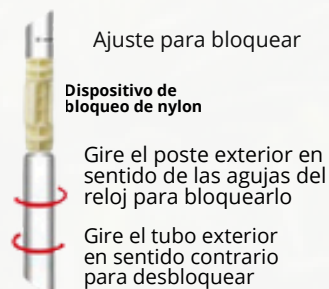 Ajuste para bloquear
Dispositivo de
bloqueo de nylon
Gire el poste exterior en
sentido de las agujas del
reloj para bloquearlo
Gire el tubo exterior
en sentido contrario
para desbloquear